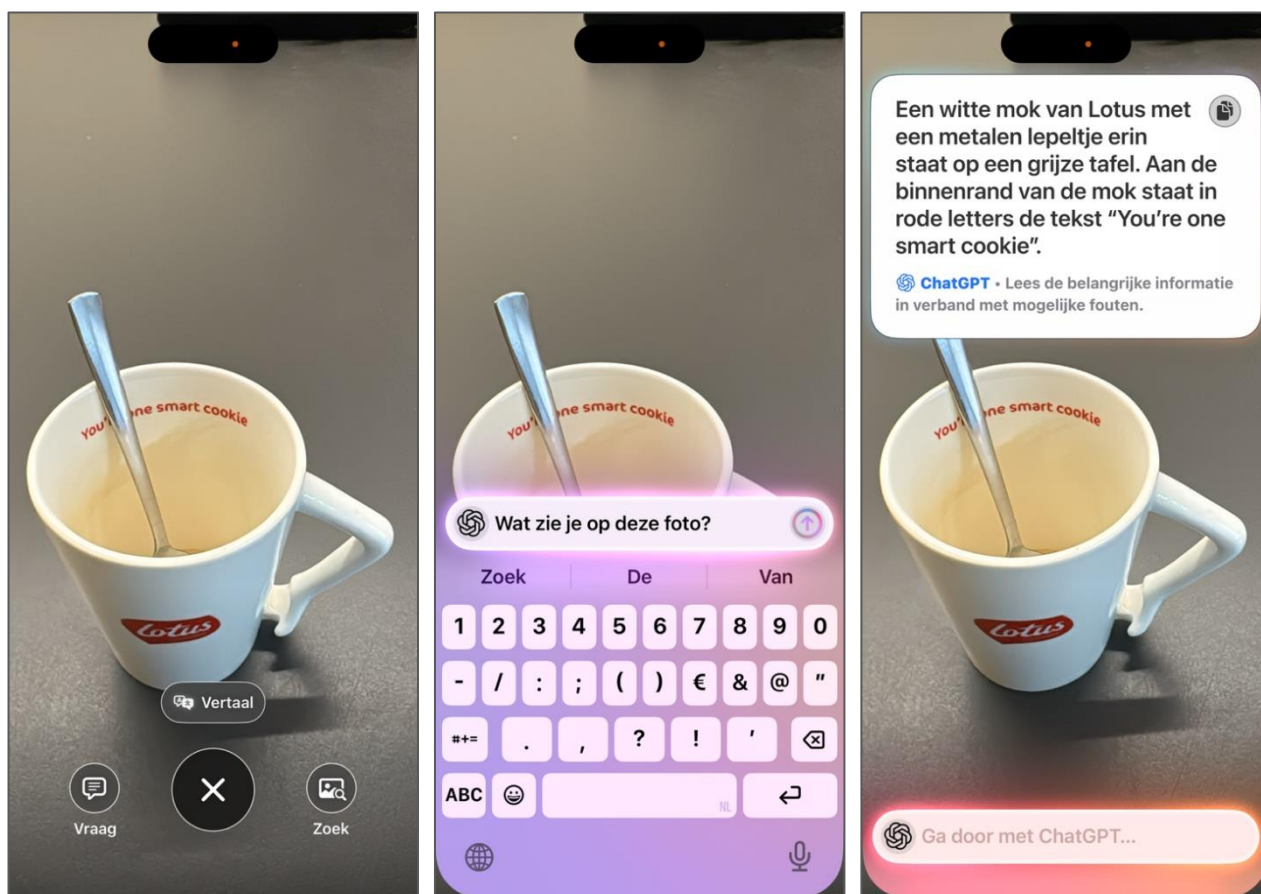 You' one smart cookie
Lotus
Vertaal
Vraag
Zoek
You' one smart cookie
Wat zie je op deze foto?
Zoek
De
Van
1 2 3 4 5 6 7 8 9 0
- / : ; ( ) € & @ "
#+= . , ? ! '
ABC
NL
Een witte mok van Lotus met
een metalen lepeltje erin
staat op een grijze tafel. Aan de
binnenrand van de mok staat in
rode letters de tekst “You’re one
smart cookie”.
ChatGPT • Lees de belangrijke informatie
in verband met mogelijke fouten.
You' one smart cookie
Lotus
Ga door met ChatGPT...